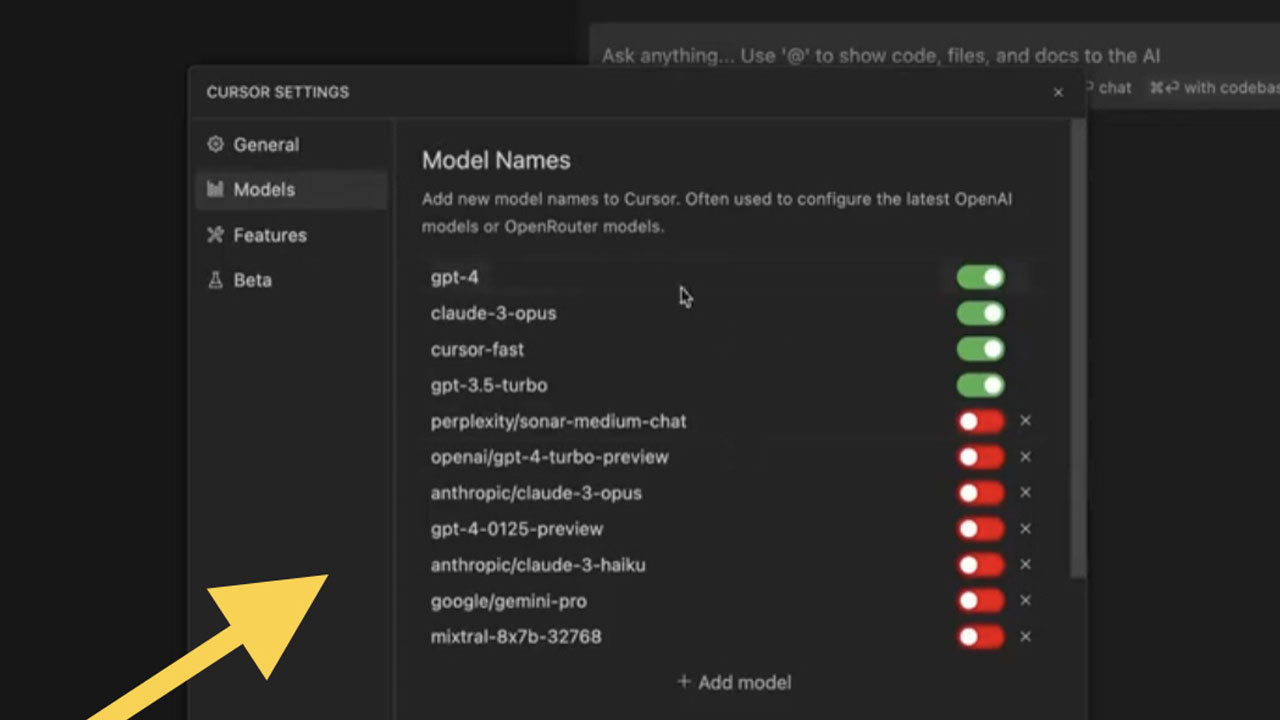 Ask anything... Use '@' to show code, files, and docs to the AI
chat ⌘⏎ with
CURSOR SETTINGS
General
Models
Features
Beta
Model Names
Add new model names to Cursor. Often used to configure the latest OpenAI
models or OpenRouter models.
gpt-4
claude-3-opus
cursor-fast
gpt-3.5-turbo
perplexity/sonar-medium-chat
openai/gpt-4-turbo-preview
anthropic/claude-3-opus
gpt-4-0125-preview
anthropic/claude-3-haiku
google/gemini-pro
mixtral-8x7b-32768
+ Add model